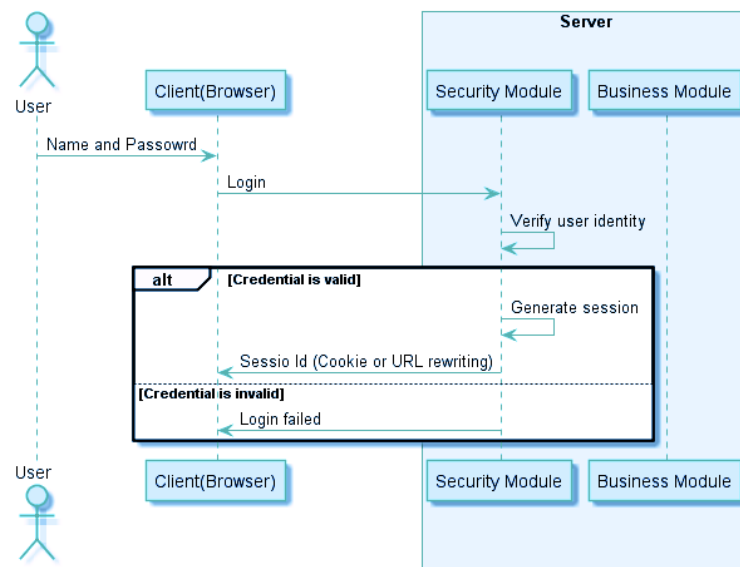 Server
User
Client(Browser)
Security Module
Business Module
Name and Passowrd
Login
Verify user identity
alt
[Credential is valid]
Generate session
Sessio Id (Cookie or URL rewriting)
[Credential is invalid]
Login failed
User
Client(Browser)
Security Module
Business Module